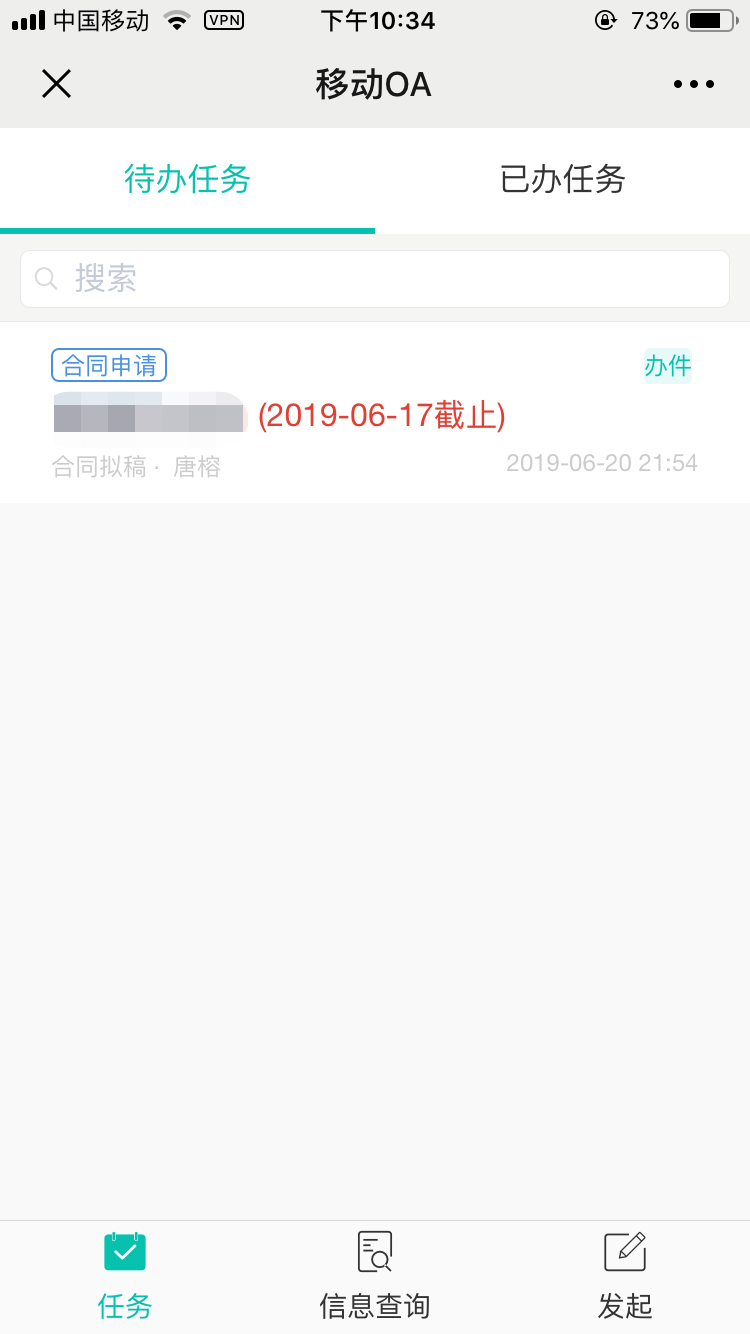 中国移动 VPN 下午10:34 73%
移动OA
待办任务 已办任务
搜索
合同申请 办件
(2019-06-17截止)
合同拟稿 · 唐榕 2019-06-20 21:54
任务 信息查询 发起